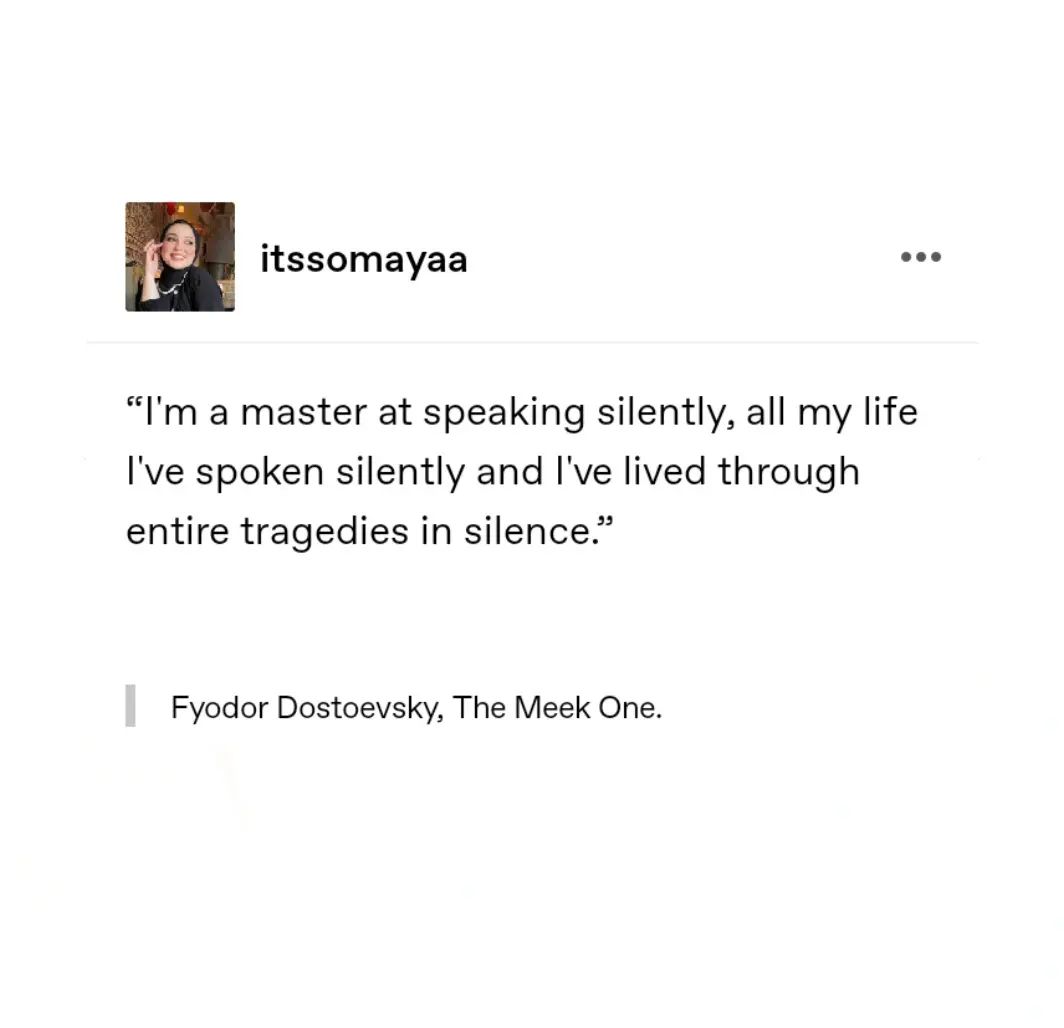 itssomayaa
“I'm a master at speaking silently, all my life
I've spoken silently and I've lived through
entire tragedies in silence.”
Fyodor Dostoevsky, The Meek One.